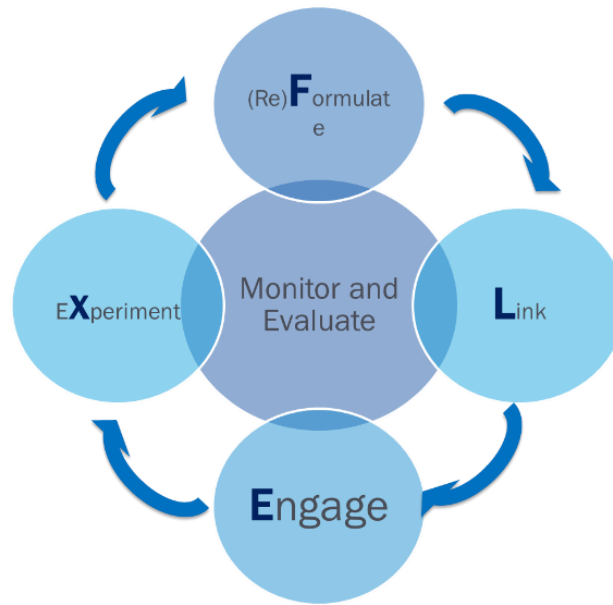 (Re)Formulat
e
EXperiment
Monitor and
Evaluate
Link
Engage